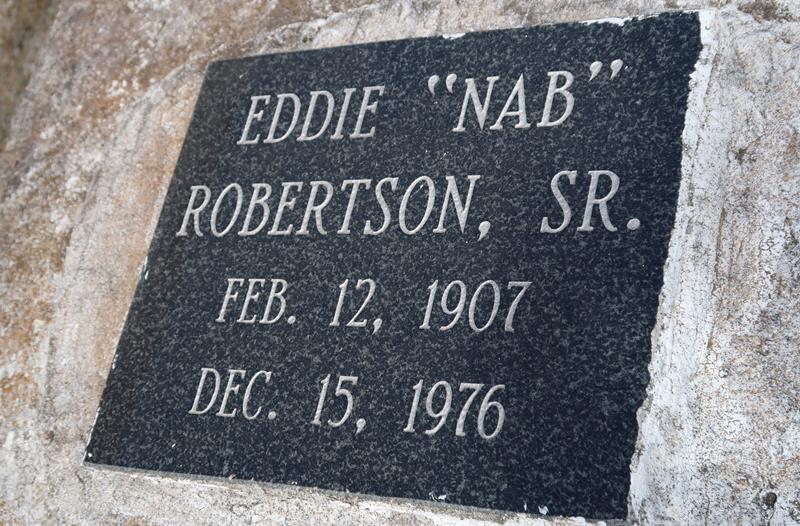 EDDIE “NAB”
ROBERTSON, SR.
FEB. 12, 1907
DEC. 15, 1976